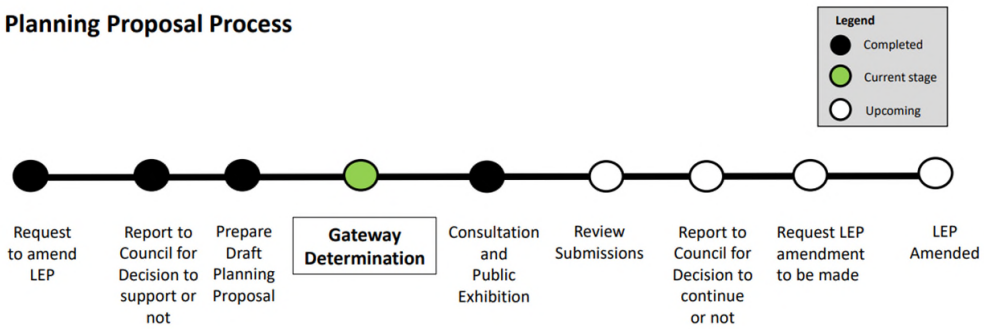 Planning Proposal Process
Legend
Completed
Current stage
Upcoming
Request
to amend
LEP
Report to
Council for
Decision to
support or
not
Prepare
Draft
Planning
Proposal
Gateway
Determination
Consultation
and
Public
Exhibition
Review
Submissions
Report to
Council for
Decision to
continue
or not
Request LEP
amendment
to be made
LEP
Amended